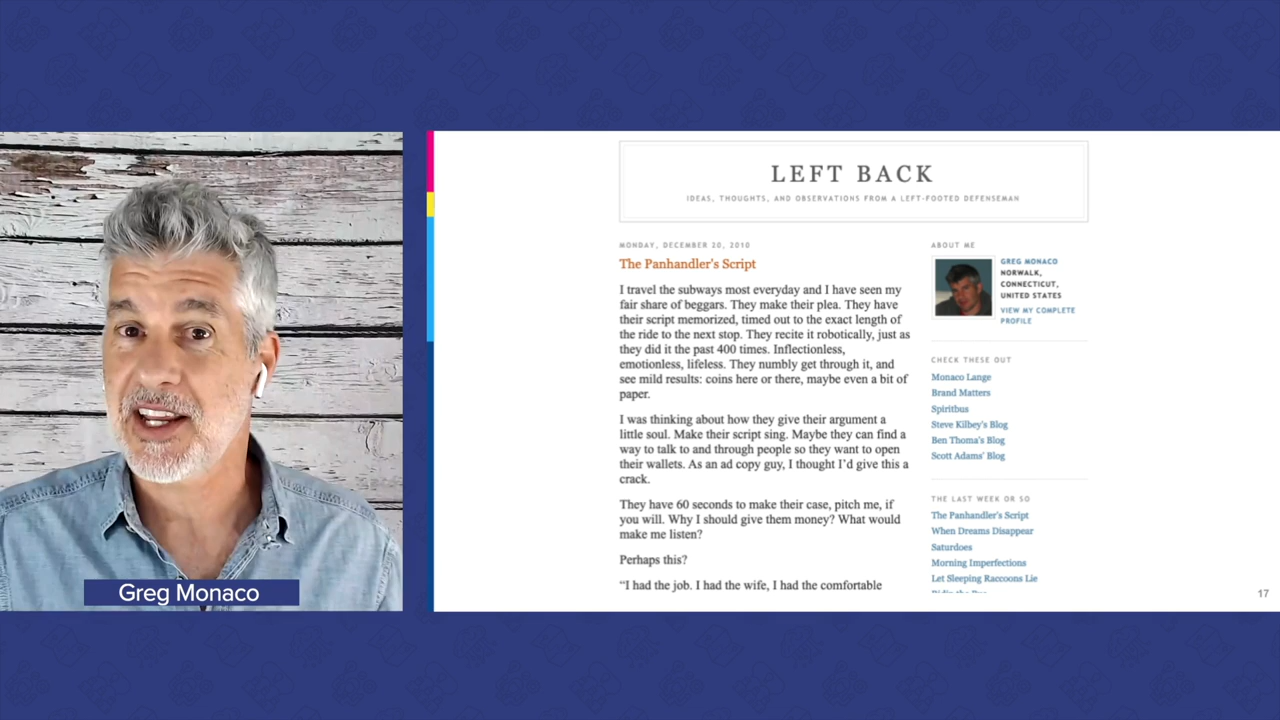 Greg Monaco
LEFT BACK
IDEAS, THOUGHTS, AND OBSERVATIONS FROM A LEFT-FOOTED DEFENSEMAN
MONDAY, DECEMBER 20, 2010
The Panhandler's Script
I travel the subways most everyday and I have seen my
fair share of beggars. They make their plea. They have
their script memorized, timed out to the exact length of
the ride to the next stop. They recite it robotically, just as
they did it the past 400 times. Inflectionless,
emotionless, lifeless. They numbly get through it, and
see mild results: coins here or there, maybe even a bit of
paper.
I was thinking about how they give their argument a
little soul. Make their script sing. Maybe they can find a
way to talk to and through people so they want to open
their wallets. As an ad copy guy, I thought I'd give this a
crack.
They have 60 seconds to make their case, pitch me, if
you will. Why I should give them money? What would
make me listen?
Perhaps this?
“I had the job. I had the wife, I had the comfortable
ABOUT ME
GREG MONACO
NORWALK,
CONNECTICUT,
UNITED STATES
VIEW MY COMPLETE
PROFILE
CHECK THESE OUT
Monaco Lange
Brand Matters
Spiritbus
Steve Kilbey's Blog
Ben Thoma's Blog
Scott Adams' Blog
THE LAST WEEK OR SO
The Panhandler's Script
When Dreams Disappear
Saturdoes
Morning Imperfections
Let Sleeping Raccoons Lie
17